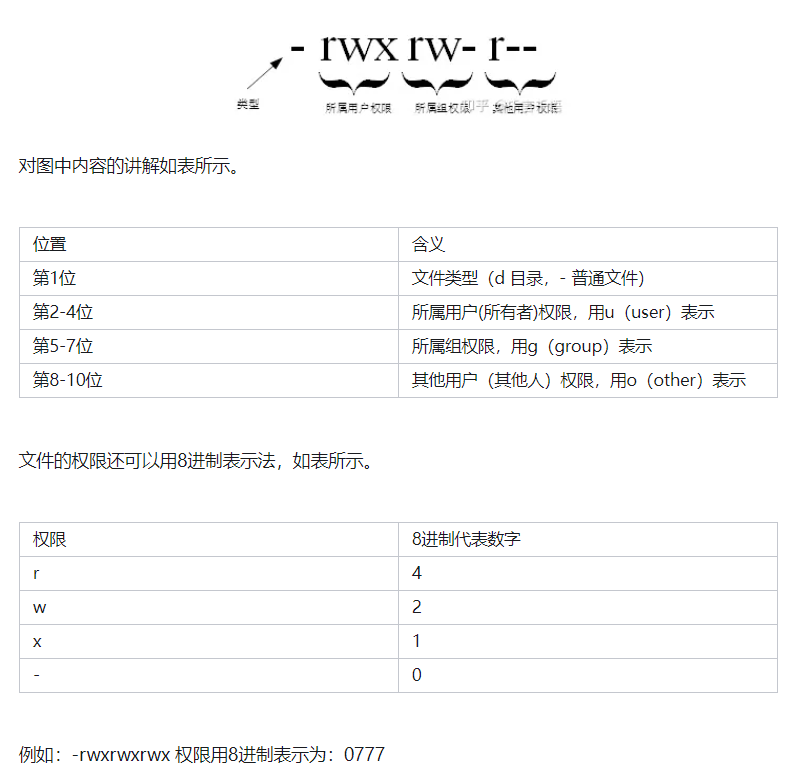 - rwx rw- r--
类型 所属用户权限 所属组权限 其他用户权限
对图中内容的讲解如表所示。
位置 含义
第1位 文件类型（d 目录，- 普通文件）
第2-4位 所属用户(所有者)权限，用u（user）表示
第5-7位 所属组权限，用g（group）表示
第8-10位 其他用户（其他人）权限，用o（other）表示
文件的权限还可以用8进制表示法，如表所示。
权限 8进制代表数字
r 4
w 2
x 1
- 0
例如：-rwxrwxrwx 权限用8进制表示为：0777